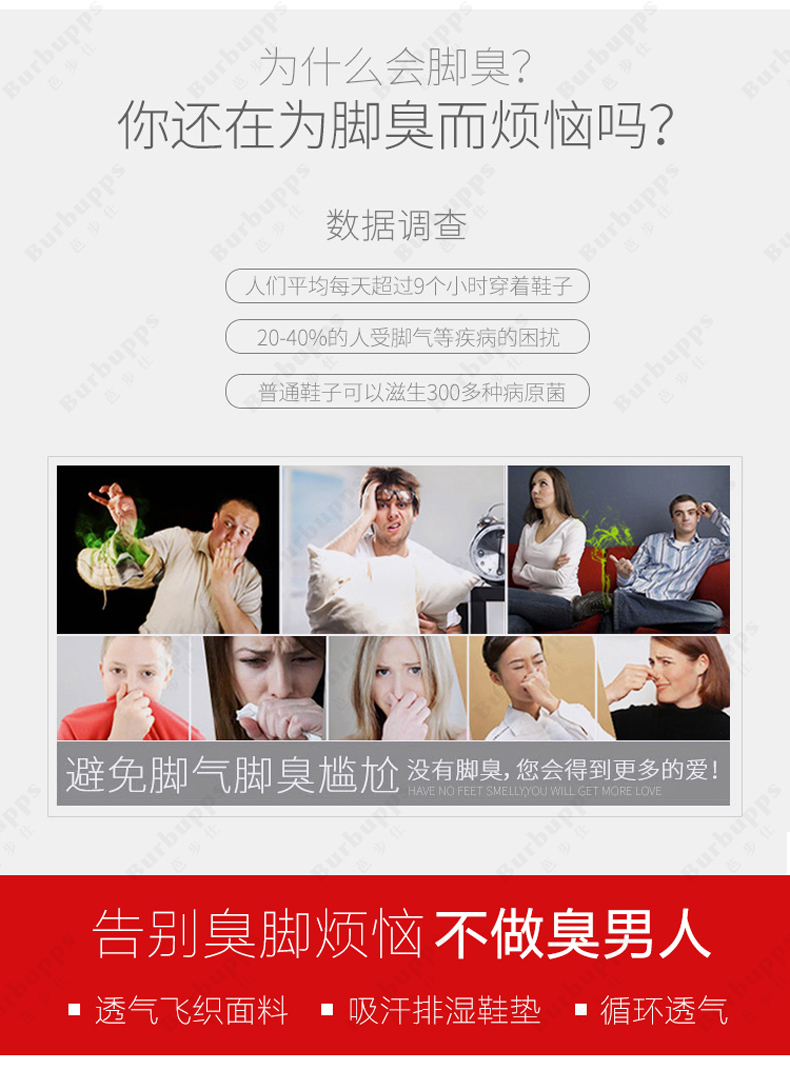 为什么会脚臭?
你还在为脚臭而烦恼吗?
数据调查
人们平均每天超过9个小时穿着鞋子
20-40%的人受脚气等疾病的困扰
普通鞋子可以滋生300多种病原菌
避免脚气脚臭尴尬 没有脚臭,您会得到更多的爱!
HAVE NO FEET SMELLY,YOU WILL GET MORE LOVE
告别臭脚烦恼 不做臭男人
透气飞织面料 吸汗排湿鞋垫 循环透气
Burbupps
芭步仕